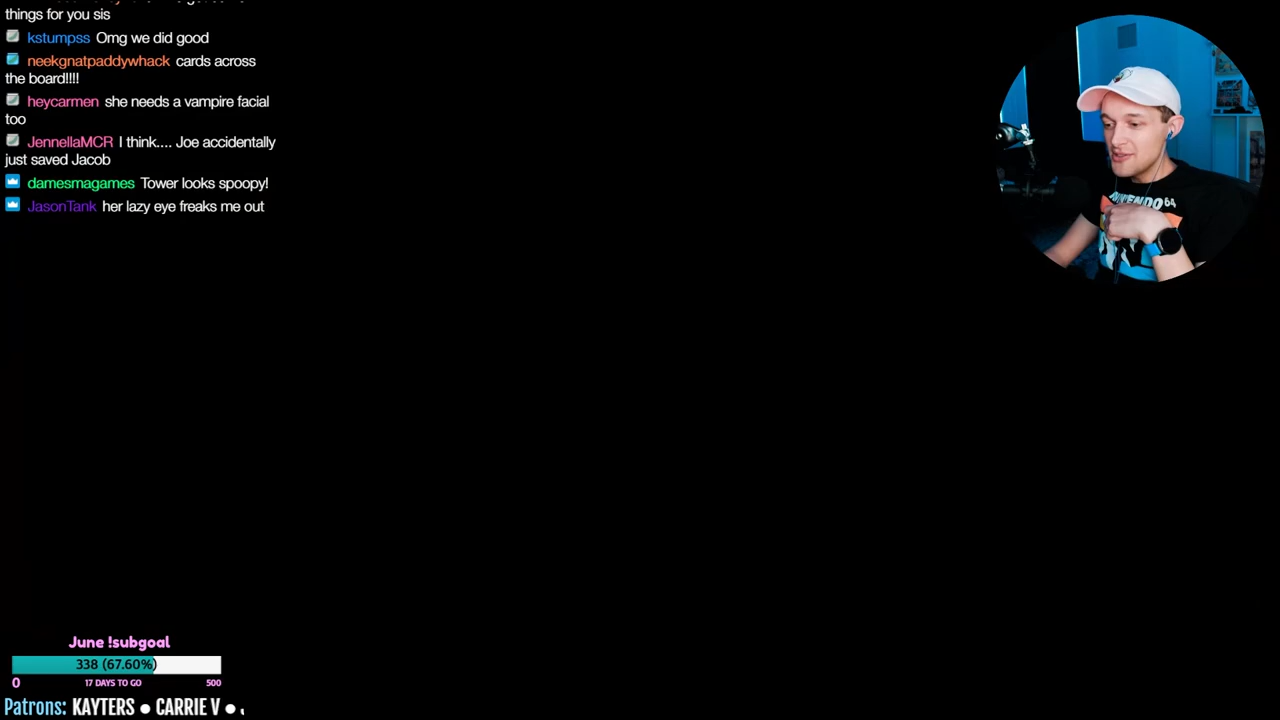 things for you sis
kstumpss Omg we did good
neekgnatpaddywhack cards across
the board!!!!
heycarmen she needs a vampire facial
too
JennellaMCR I think.... Joe accidentally
just saved Jacob
damesmagames Tower looks spoopy!
JasonTank her lazy eye freaks me out
NINTENDO 64
June !subgoal
338 (67.60%)
0 17 DAYS TO GO 500
Patrons: KAYTERS ● CARRIE V ●